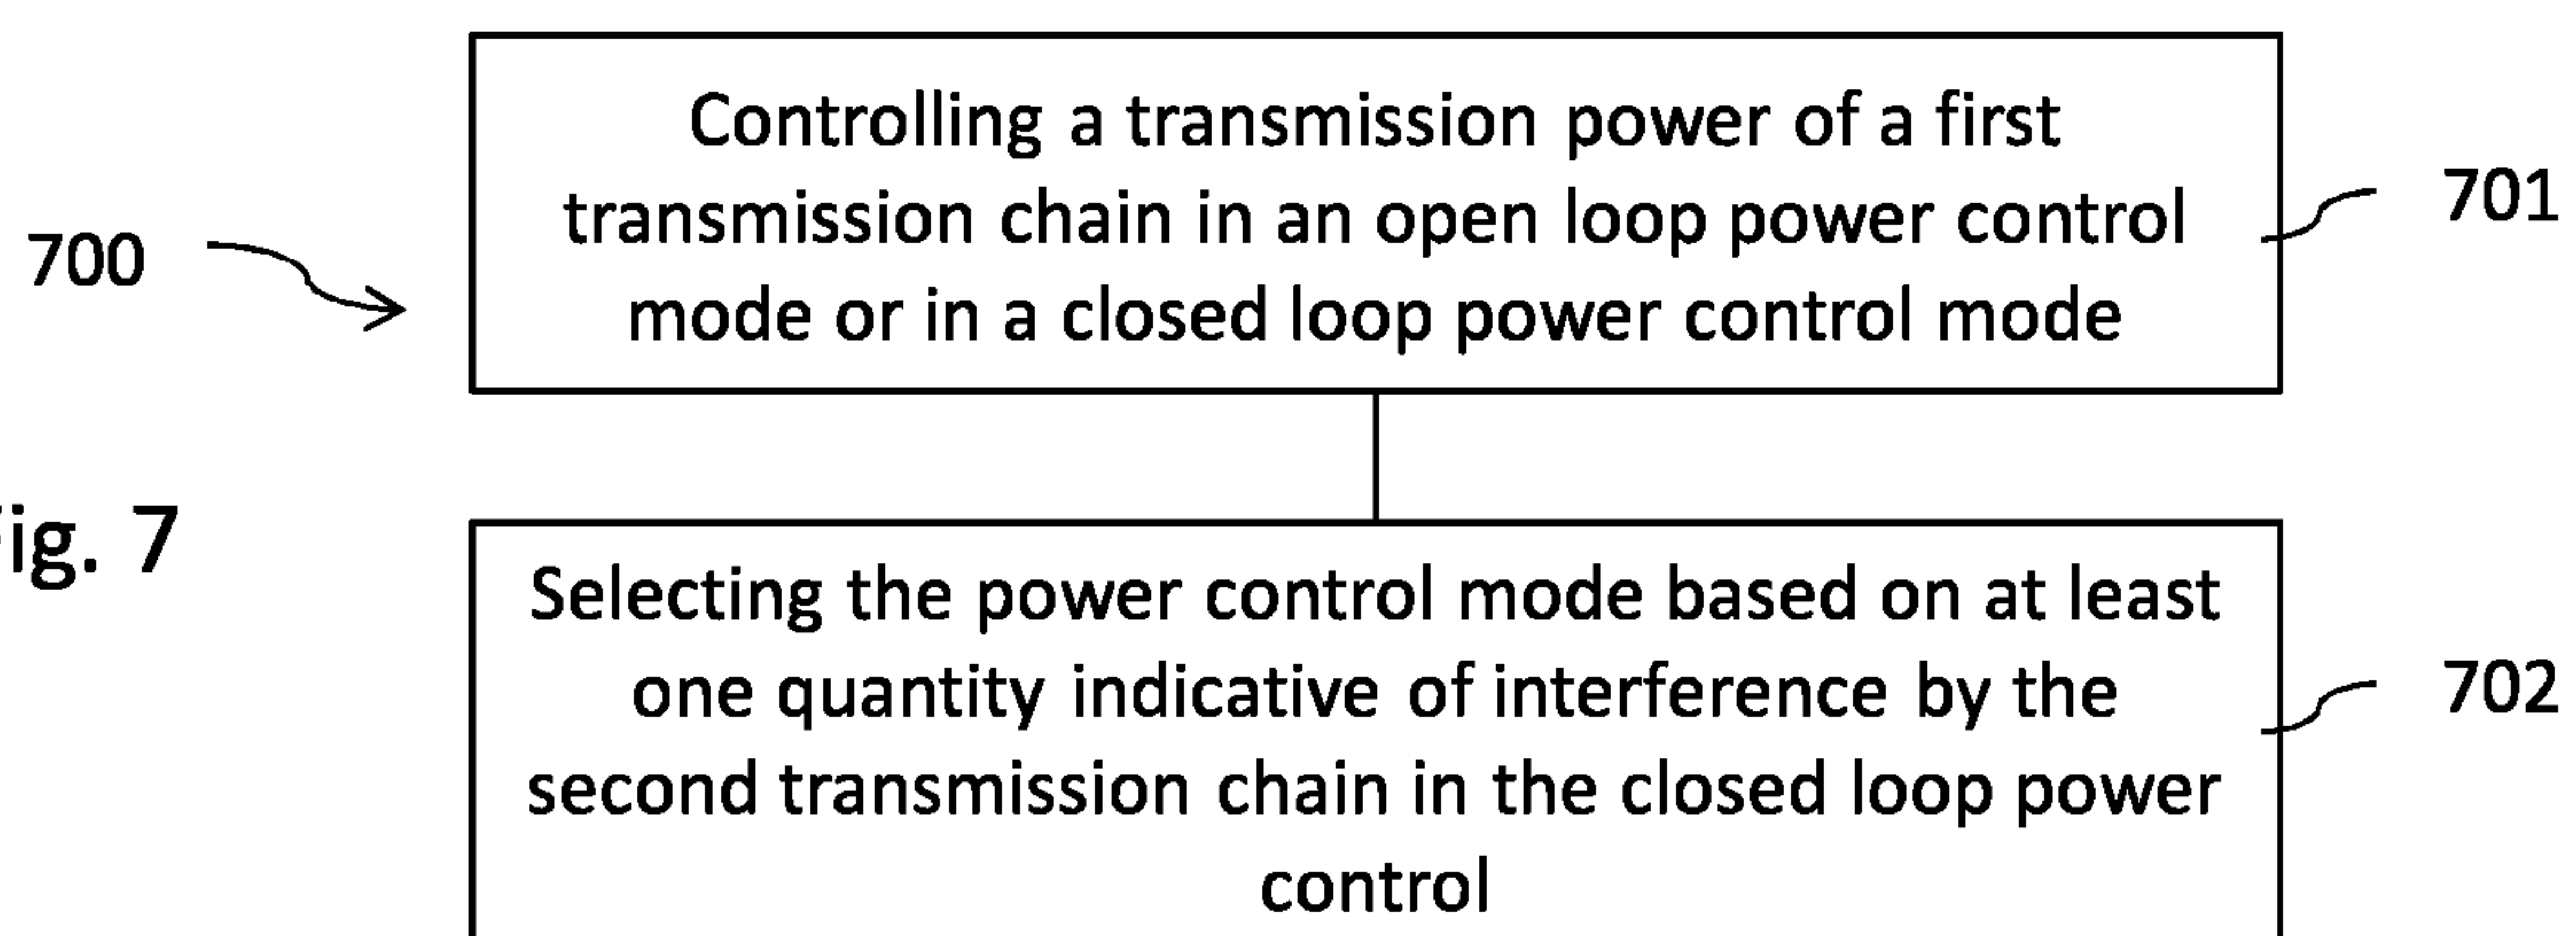 Controlling a transmission power of a first
transmission chain in an open loop power control
mode or in a closed loop power control mode
701
700
Fig. 7
Selecting the power control mode based on at least
one quantity indicative of interference by the
second transmission chain in the closed loop power
control
702